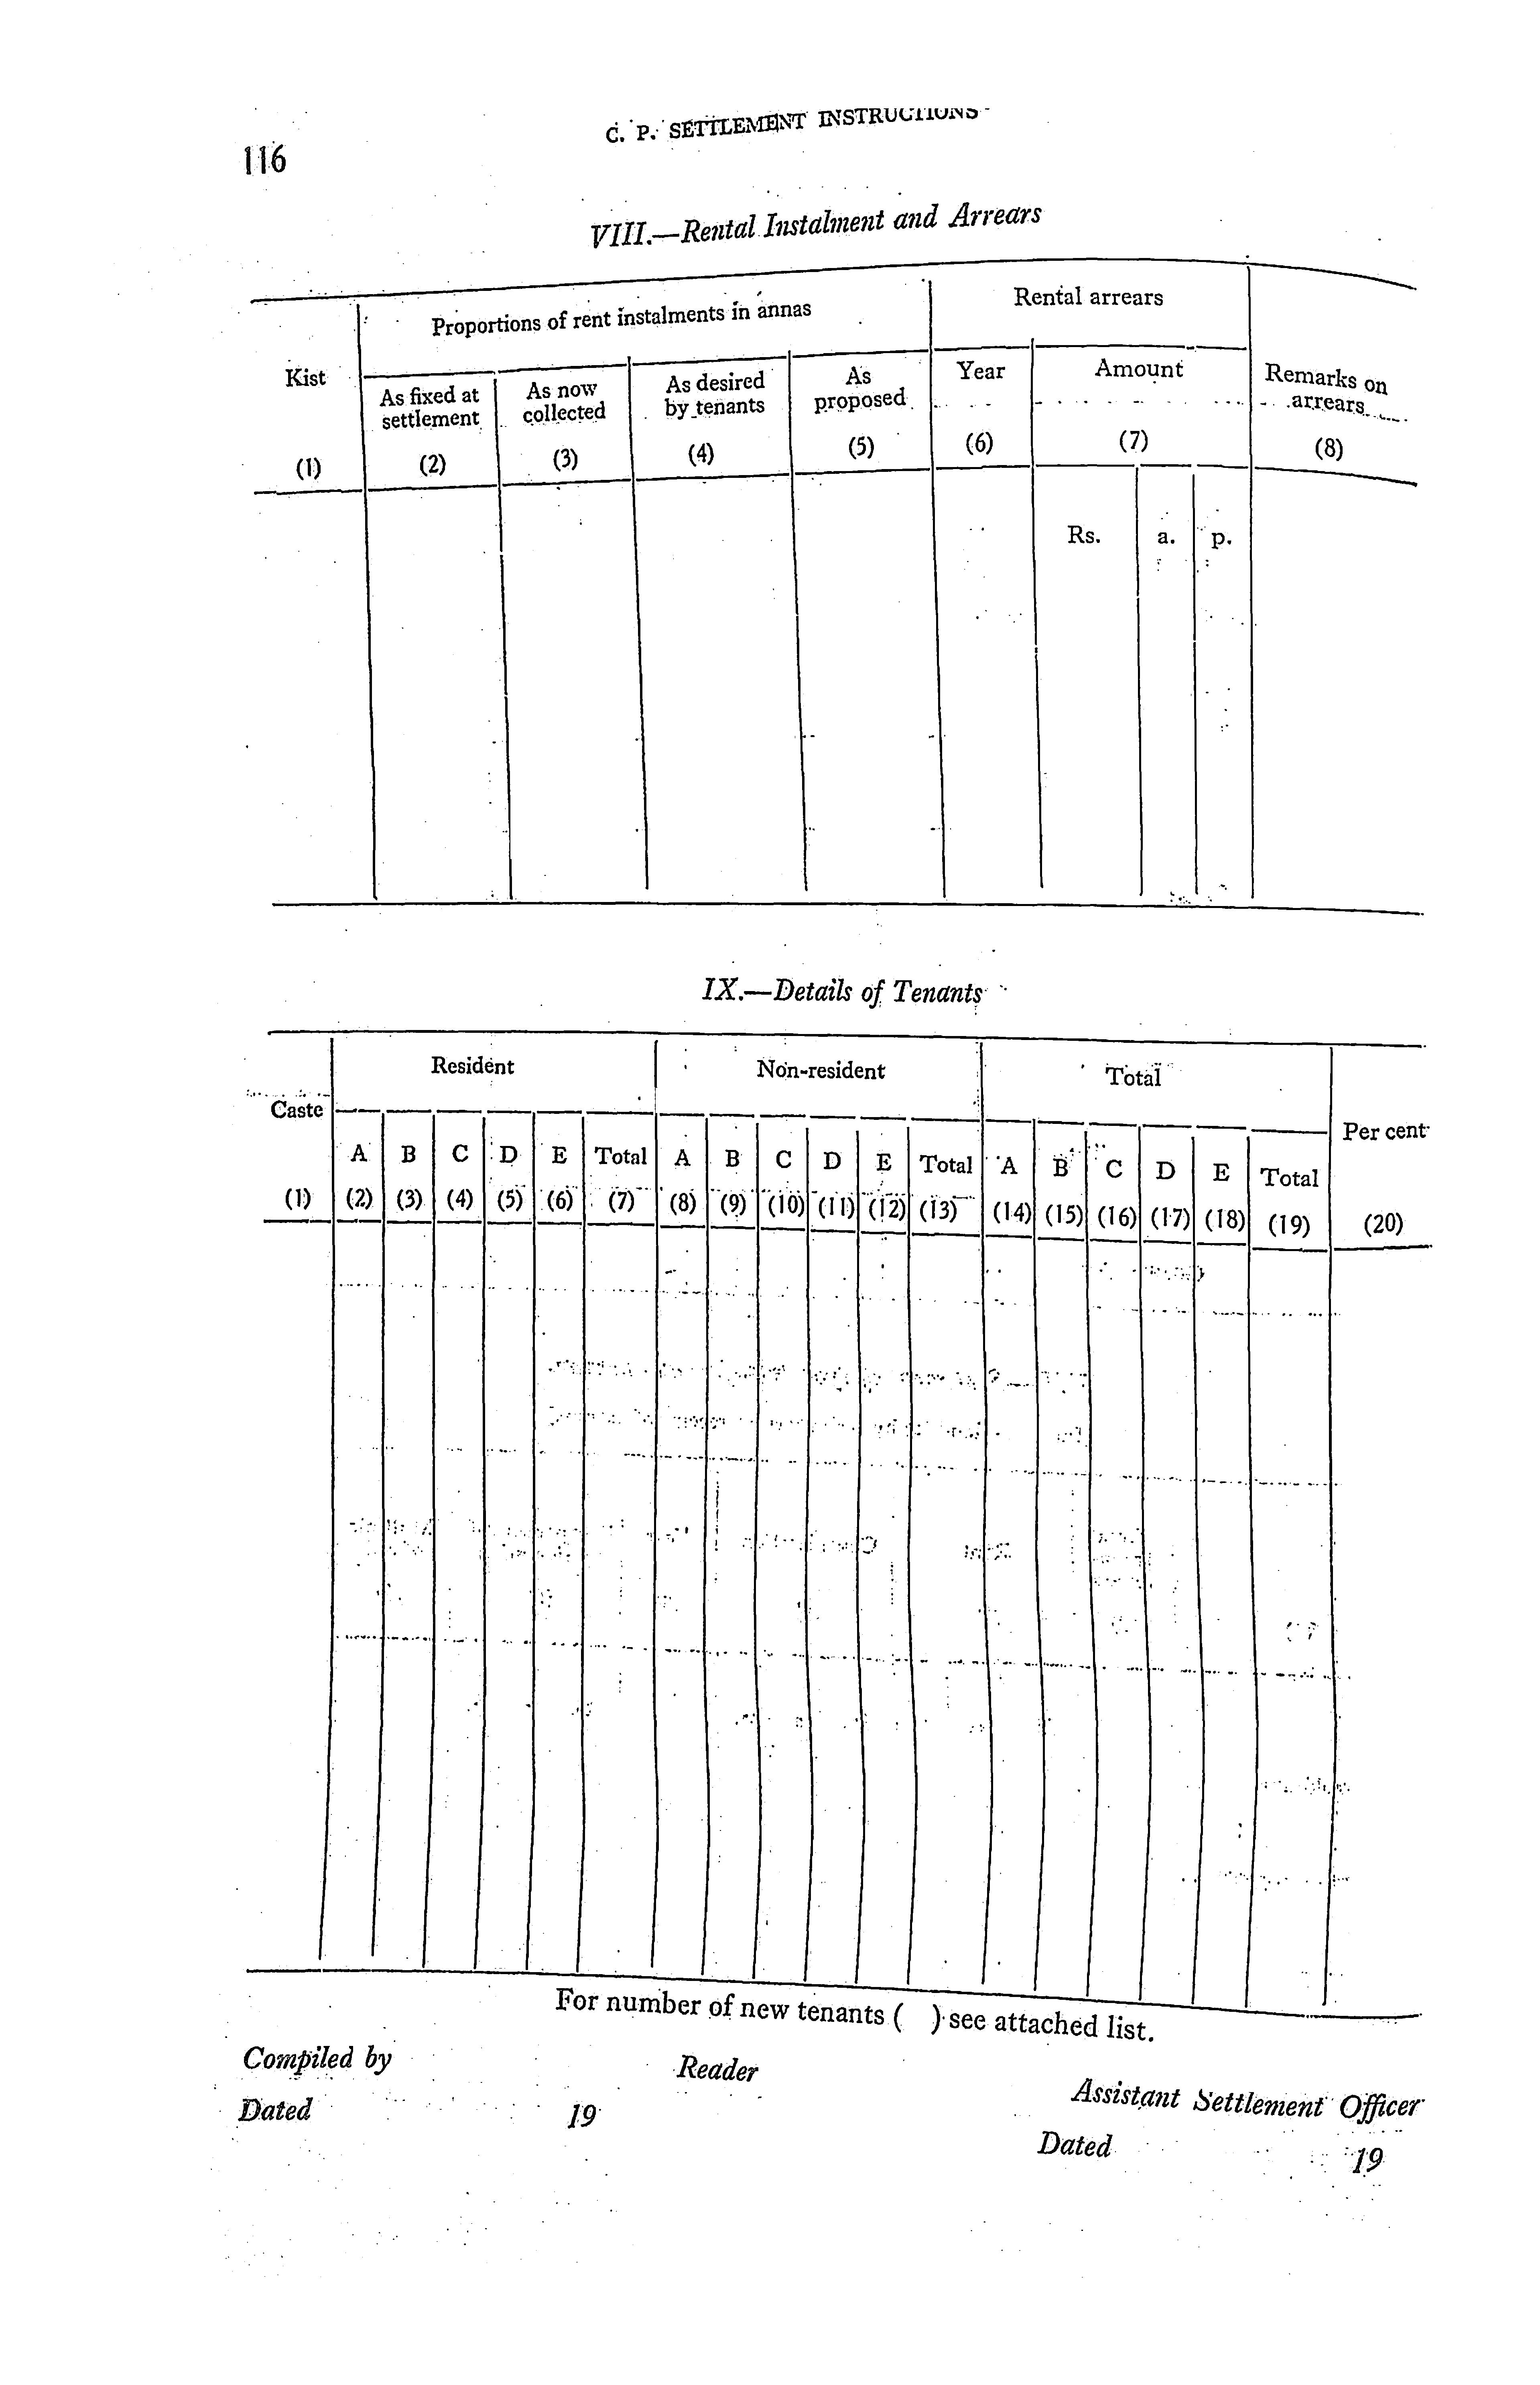 C. P. SETTLEMENT INSTRUCTIONS
116
VIII.—Rental Instalment and Arrears
Proportions of rent instalments in annas
Rental arrears
Kist
As fixed at settlement
As now collected
As desired by tenants
As proposed
Year
Amount
Remarks on arrears
(1) (2) (3) (4) (5) (6) (7) (8)
Rs. a. p.
IX.—Details of Tenants
Resident Non-resident Total
Caste
Per cent
A B C D E Total A B C D E Total A B C D E Total
(1) (2) (3) (4) (5) (6) (7) (8) (9) (10) (11) (12) (13) (14) (15) (16) (17) (18) (19) (20)
For number of new tenants ( ) see attached list.
Compiled by
Reader
Assistant Settlement Officer
Dated 19
Dated 19